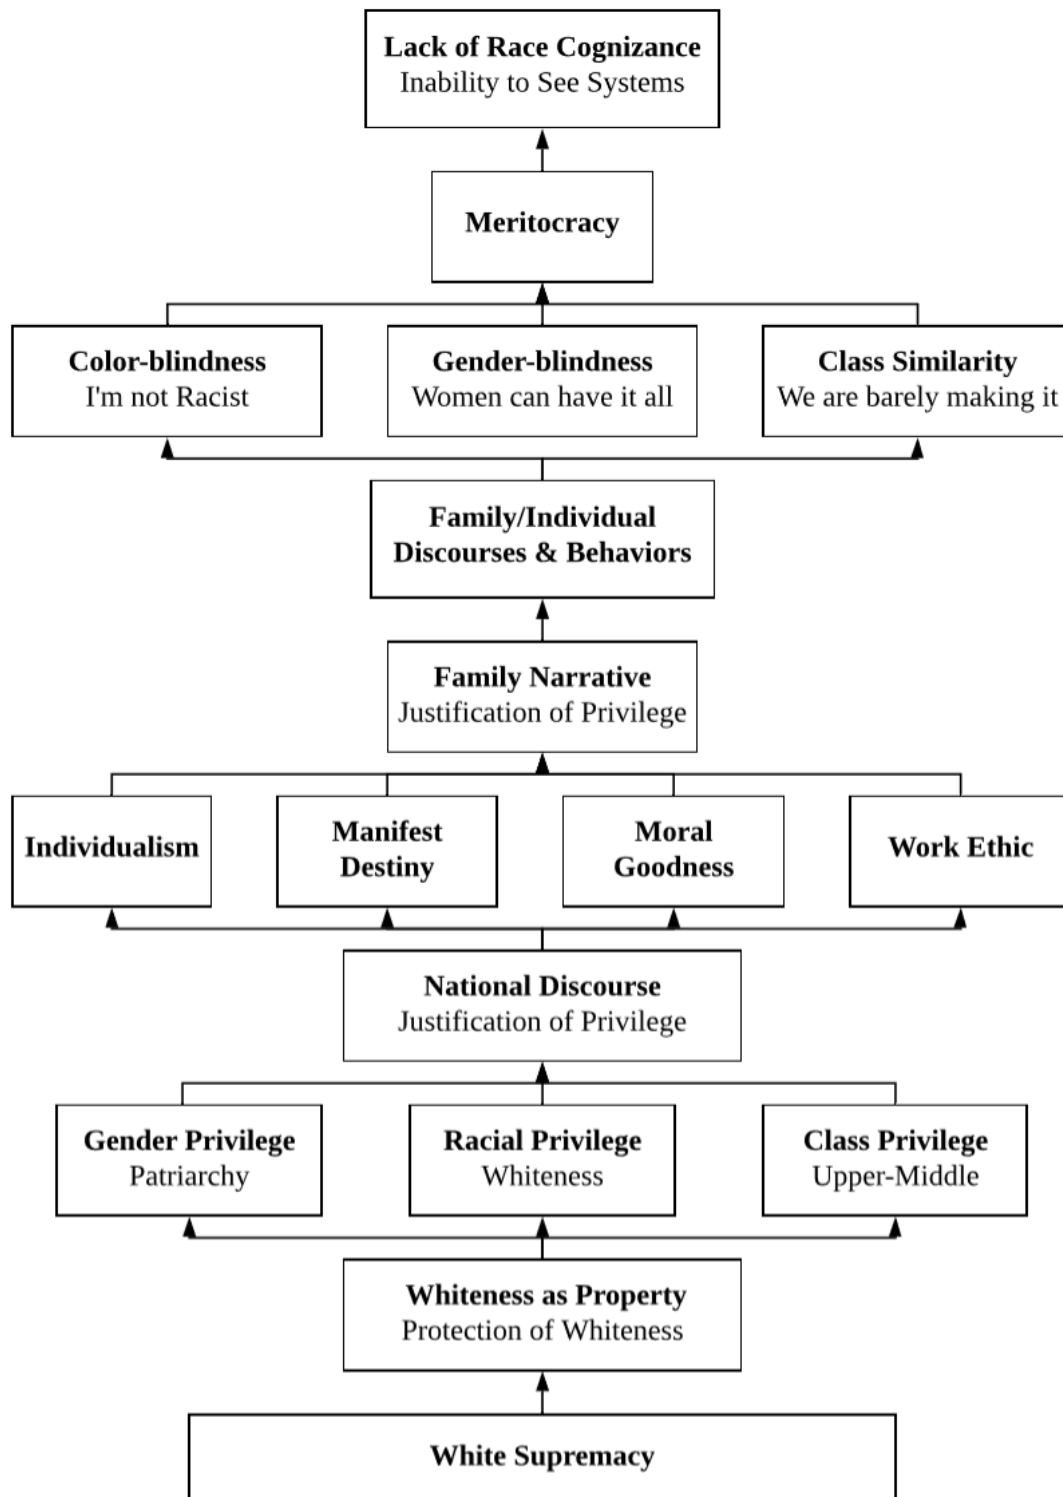 Lack of Race Cognizance
Inability to See Systems
Meritocracy
Color-blindness
I'm not Racist
Gender-blindness
Women can have it all
Class Similarity
We are barely making it
Family/Individual
Discourses & Behaviors
Family Narrative
Justification of Privilege
Individualism
Manifest
Destiny
Moral
Goodness
Work Ethic
National Discourse
Justification of Privilege
Gender Privilege
Patriarchy
Racial Privilege
Whiteness
Class Privilege
Upper-Middle
Whiteness as Property
Protection of Whiteness
White Supremacy